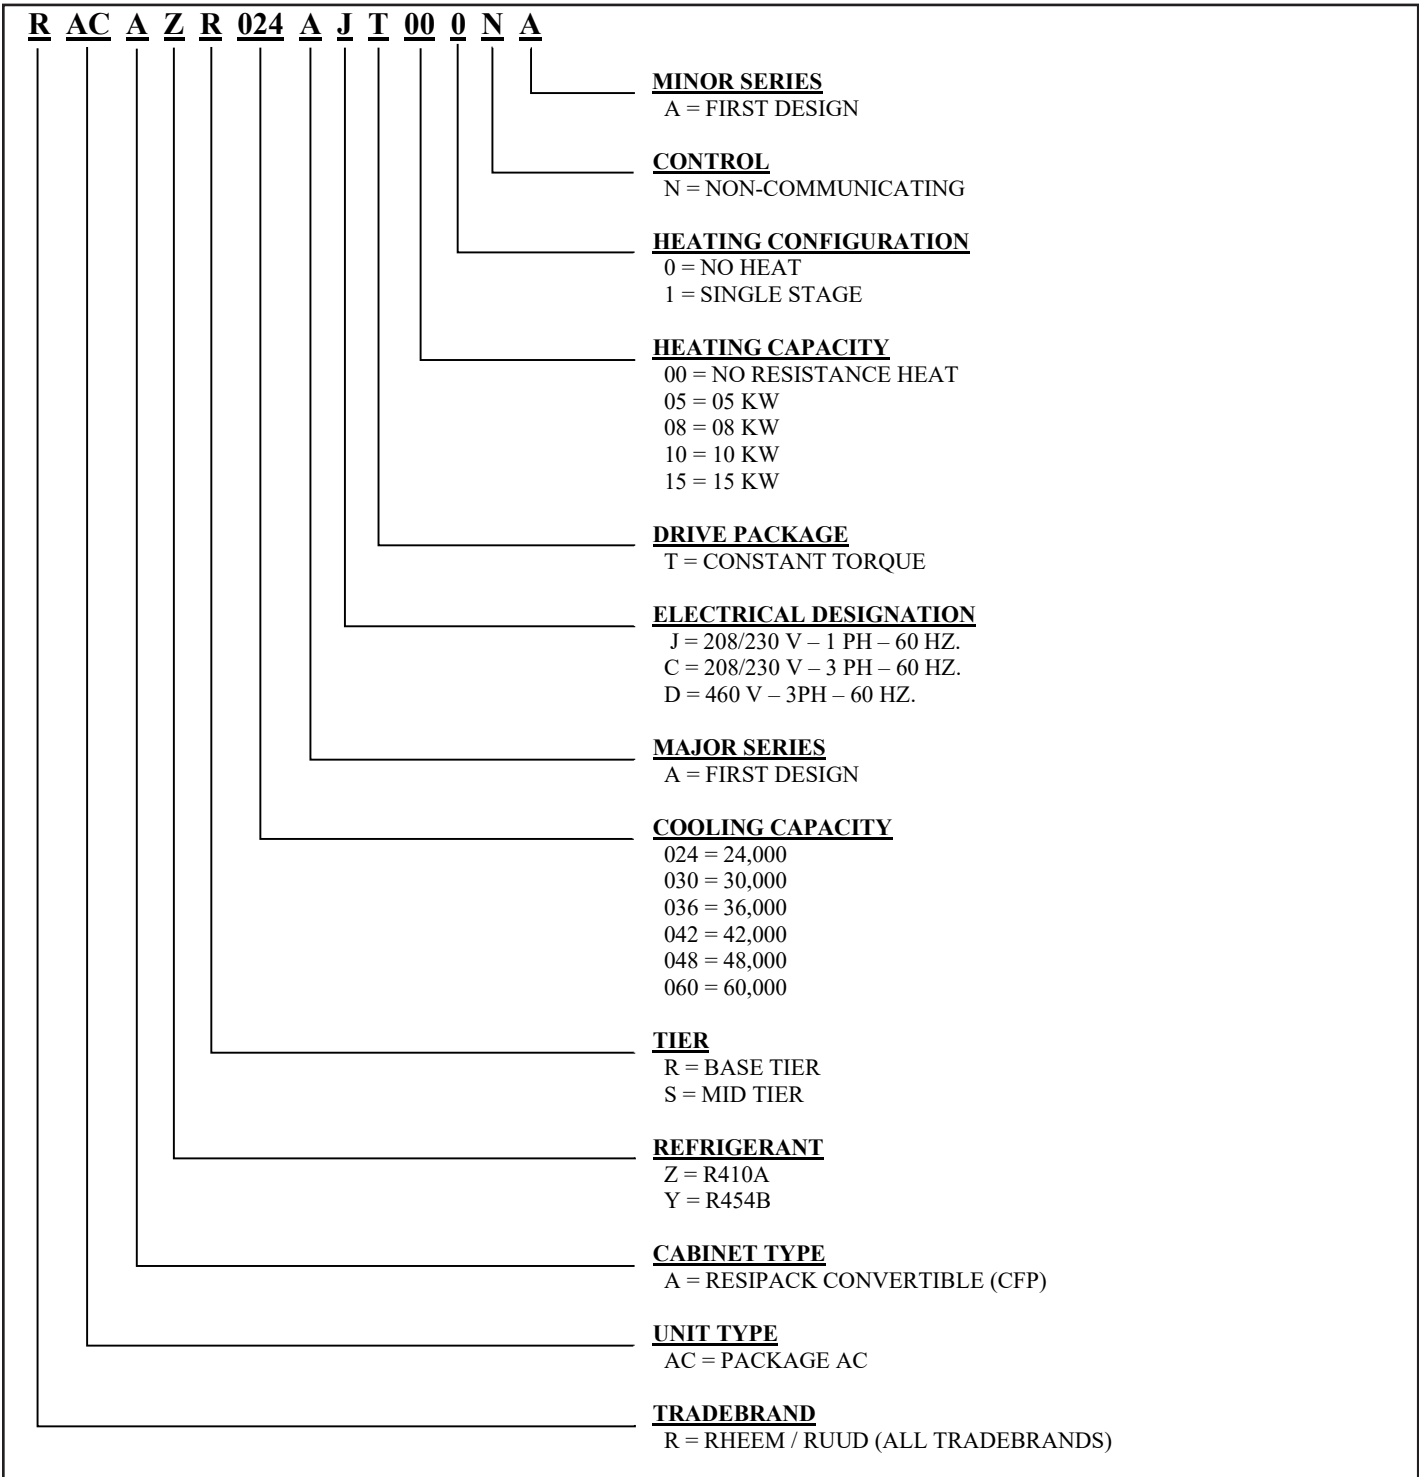 R AC A Z R 024 A J T 00 0 N A
MINOR SERIES
A = FIRST DESIGN
CONTROL
N = NON-COMMUNICATING
HEATING CONFIGURATION
0 = NO HEAT
1 = SINGLE STAGE
HEATING CAPACITY
00 = NO RESISTANCE HEAT
05 = 05 KW
08 = 08 KW
10 = 10 KW
15 = 15 KW
DRIVE PACKAGE
T = CONSTANT TORQUE
ELECTRICAL DESIGNATION
J = 208/230 V – 1 PH – 60 HZ.
C = 208/230 V – 3 PH – 60 HZ.
D = 460 V – 3PH – 60 HZ.
MAJOR SERIES
A = FIRST DESIGN
COOLING CAPACITY
024 = 24,000
030 = 30,000
036 = 36,000
042 = 42,000
048 = 48,000
060 = 60,000
TIER
R = BASE TIER
S = MID TIER
REFRIGERANT
Z = R410A
Y = R454B
CABINET TYPE
A = RESIPACK CONVERTIBLE (CFP)
UNIT TYPE
AC = PACKAGE AC
TRADEBRAND
R = RHEEM / RUUD (ALL TRADEBRANDS)